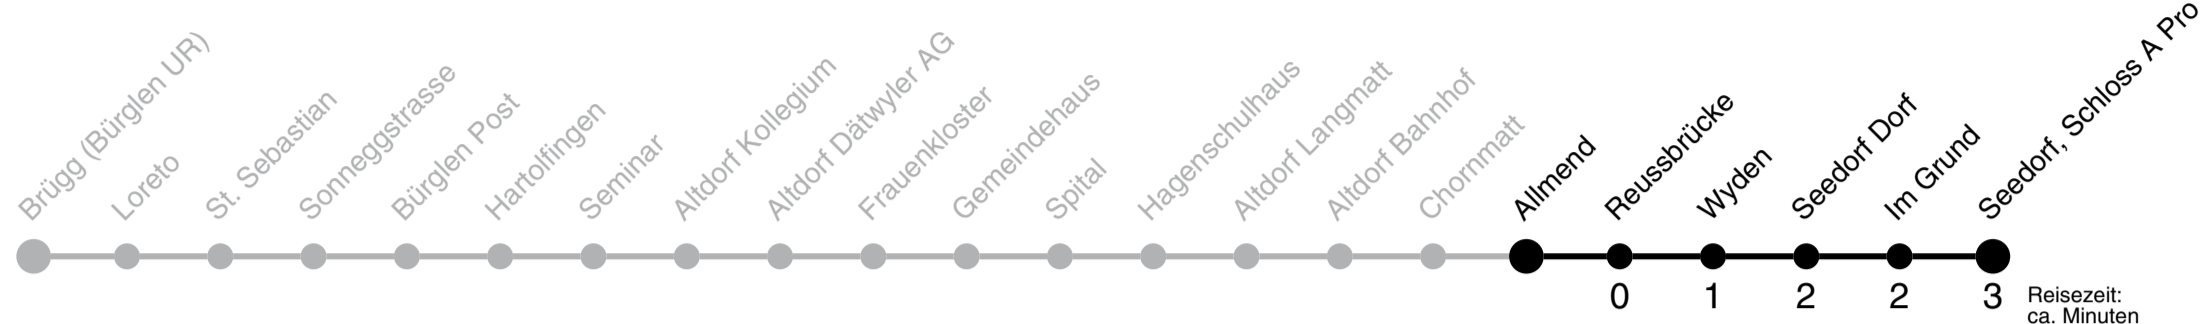 Brügg (Bürglen UR)
Loreto
St. Sebastian
Sonneggstrasse
Bürglen Post
Hartolfingen
Seminar
Altdorf Kollegium
Altdorf Dätwyler AG
Frauenkloster
Gemeindehaus
Spital
Hagenschulhaus
Altdorf Langmatt
Altdorf Bahnhof
Chornmatt
Allmend
Reussbrücke
Wyden
Seedorf Dorf
Im Grund
Seedorf, Schloss A Pro
0 1 2 2 3
Reisezeit:
ca. Minuten